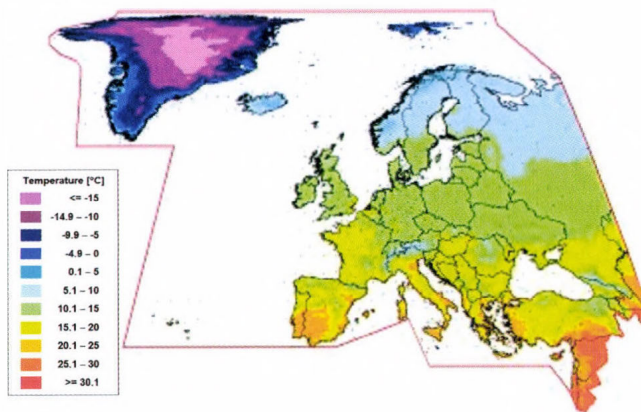 Temperature [°C]
<= -15
-14.9 – -10
-9.9 – -5
-4.9 – 0
0.1 – 5
5.1 – 10
10.1 – 15
15.1 – 20
20.1 – 25
25.1 – 30
>= 30.1